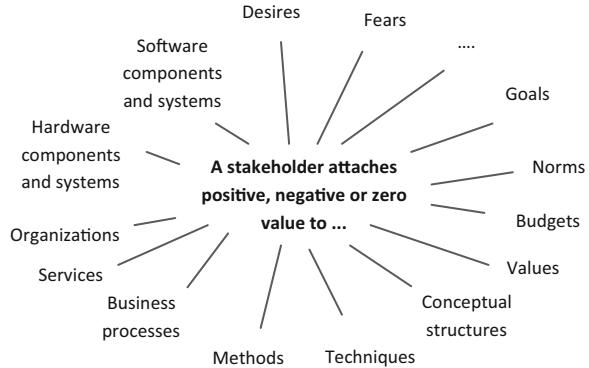 Desires
Fears
....
Software
components
and systems
Goals
Hardware
components
and systems
A stakeholder attaches
positive, negative or zero
value to ...
Norms
Budgets
Organizations
Values
Services
Business
processes
Conceptual
structures
Methods
Techniques